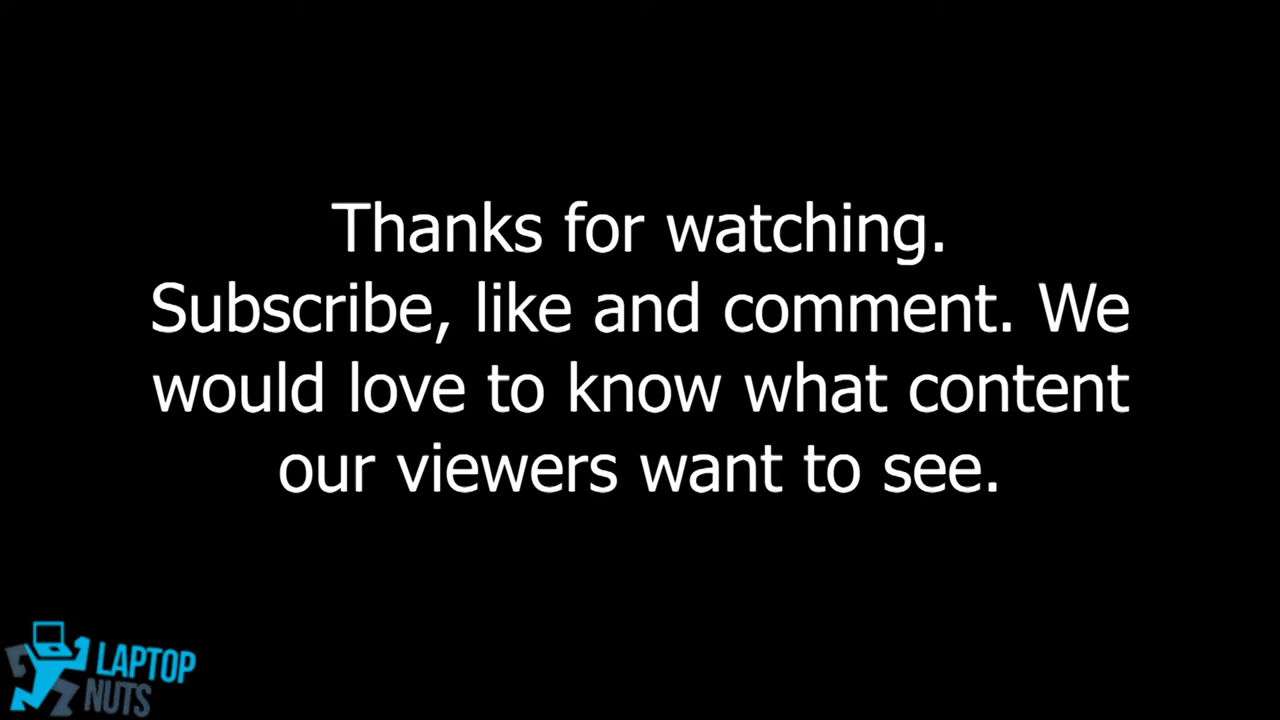 Thanks for watching.
Subscribe, like and comment. We
would love to know what content
our viewers want to see.
LAPTOP
NUTS